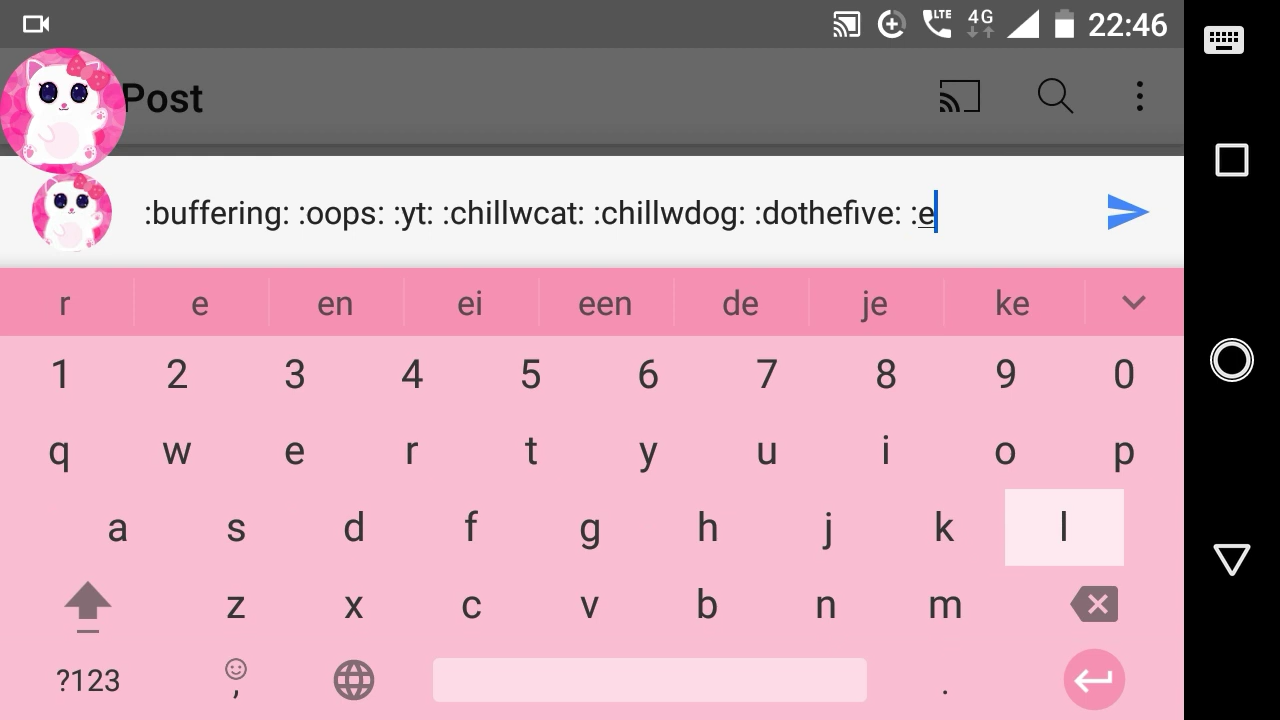 LTE 4G 22:46
Post
:buffering: :oops: :yt: :chillwcat: :chillwdog: :dothefive: :e
r e en ei een de je ke
1 2 3 4 5 6 7 8 9 0
q w e r t y u i o p
a s d f g h j k l
z x c v b n m
?123 , .